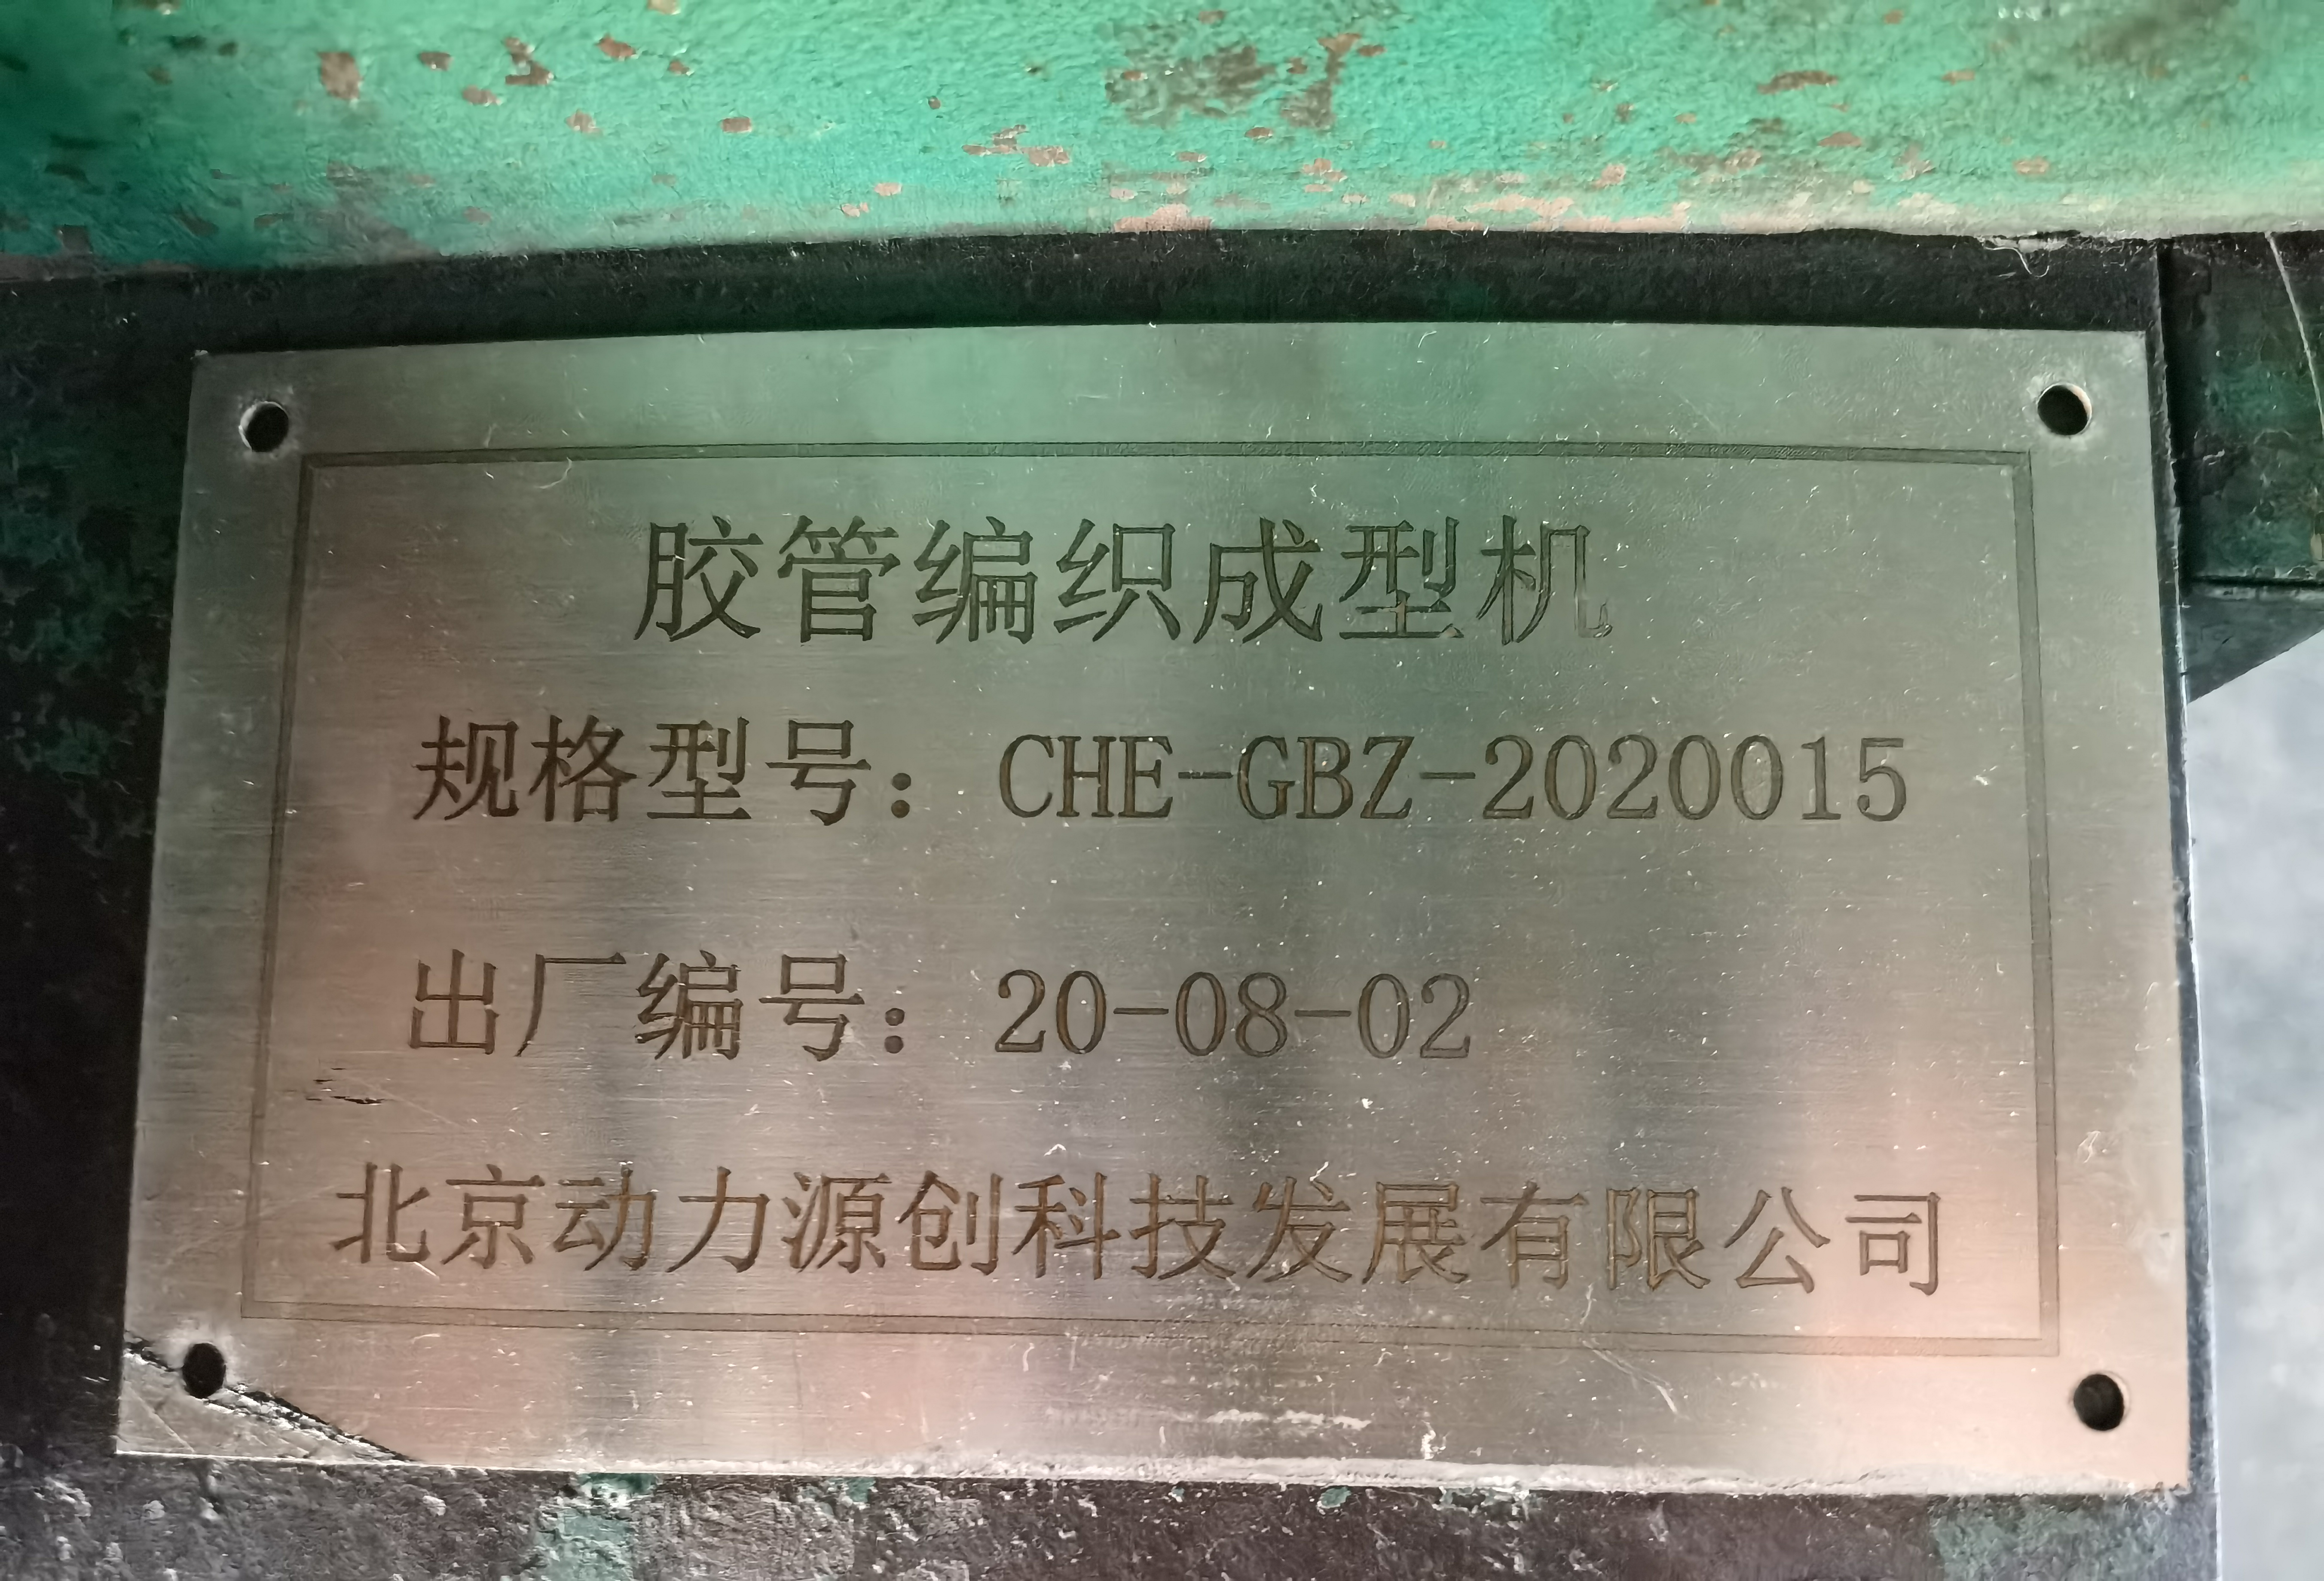 胶管编织成型机
规格型号：CHE-GBZ-2020015
出厂编号：20-08-02
北京动力源创科技发展有限公司